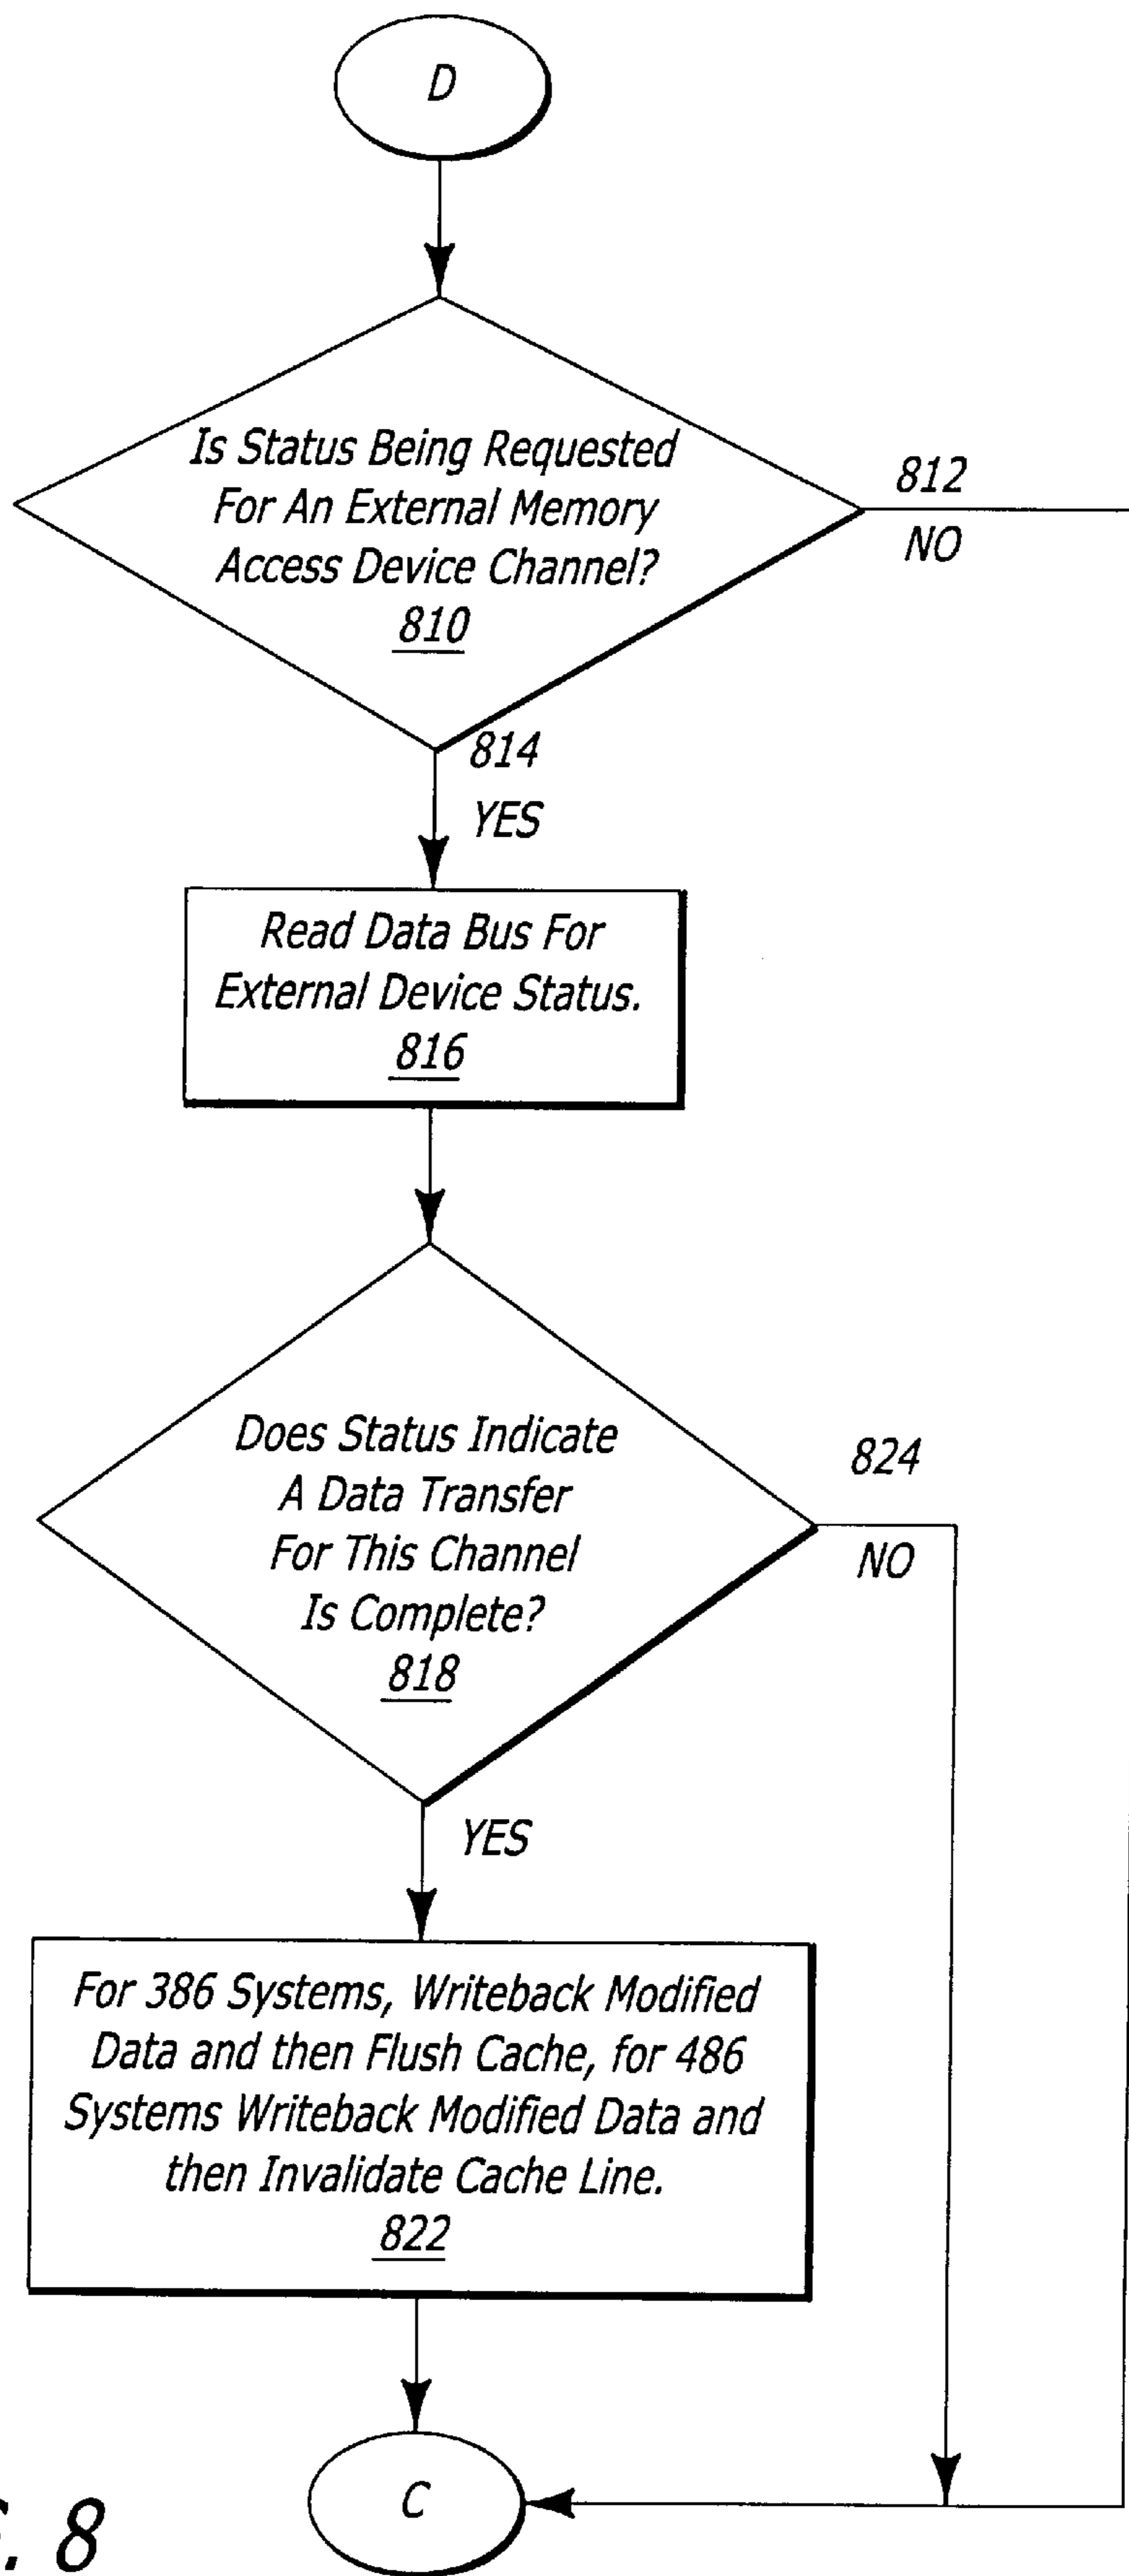 D
Is Status Being Requested
For An External Memory
Access Device Channel?
810
812
NO
814
YES
Read Data Bus For
External Device Status.
816
Does Status Indicate
A Data Transfer
For This Channel
Is Complete?
818
824
NO
YES
For 386 Systems, Writeback Modified
Data and then Flush Cache, for 486
Systems Writeback Modified Data and
then Invalidate Cache Line.
822
C
. 8